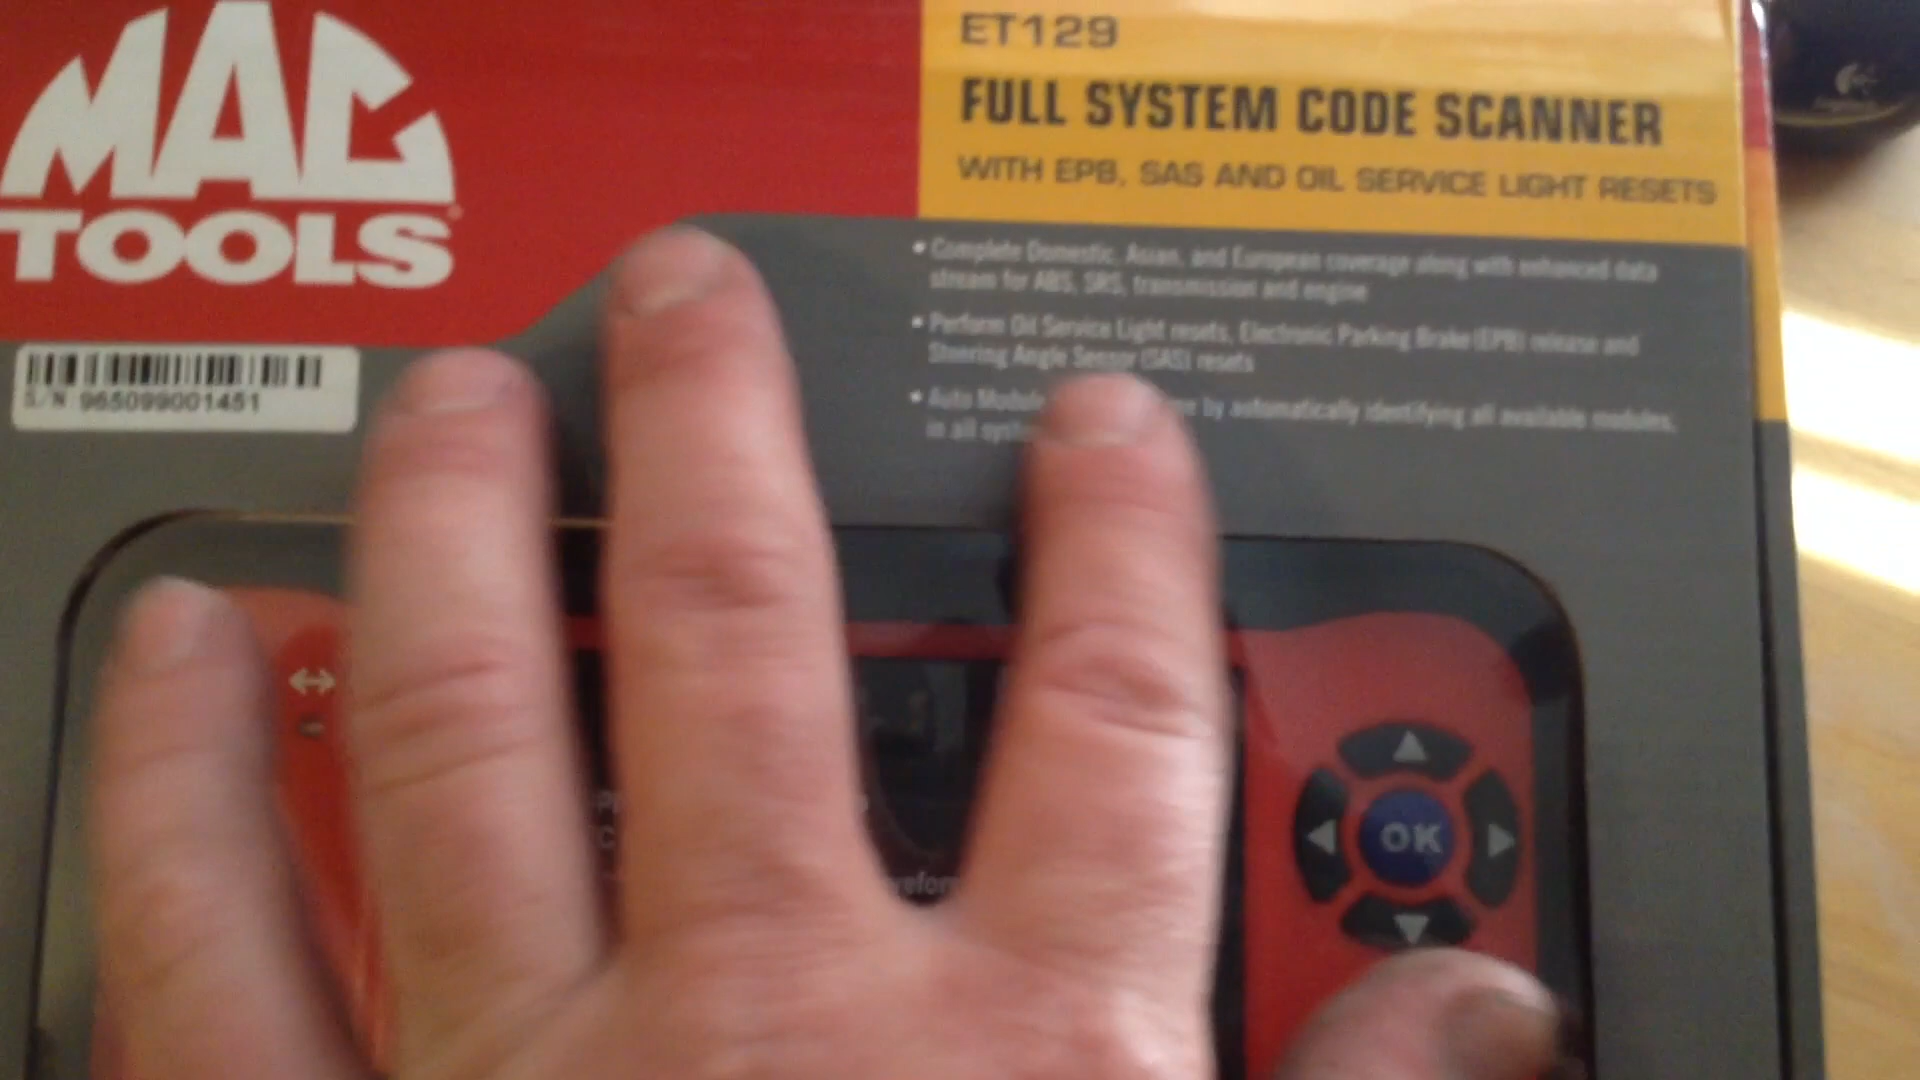 MAC
TOOLS
S/N 965099001451
ET129
FULL SYSTEM CODE SCANNER
WITH EPB, SAS AND OIL SERVICE LIGHT RESETS
• Complete Domestic, Asian, and European coverage along with enhanced data
stream for ABS, SRS, transmission and engine
• Perform Oil Service Light resets, Electronic Parking Brake (EPB) release and
Steering Angle Sensor (SAS) resets
• Auto by automatically identifying all available modules,
in all
OK